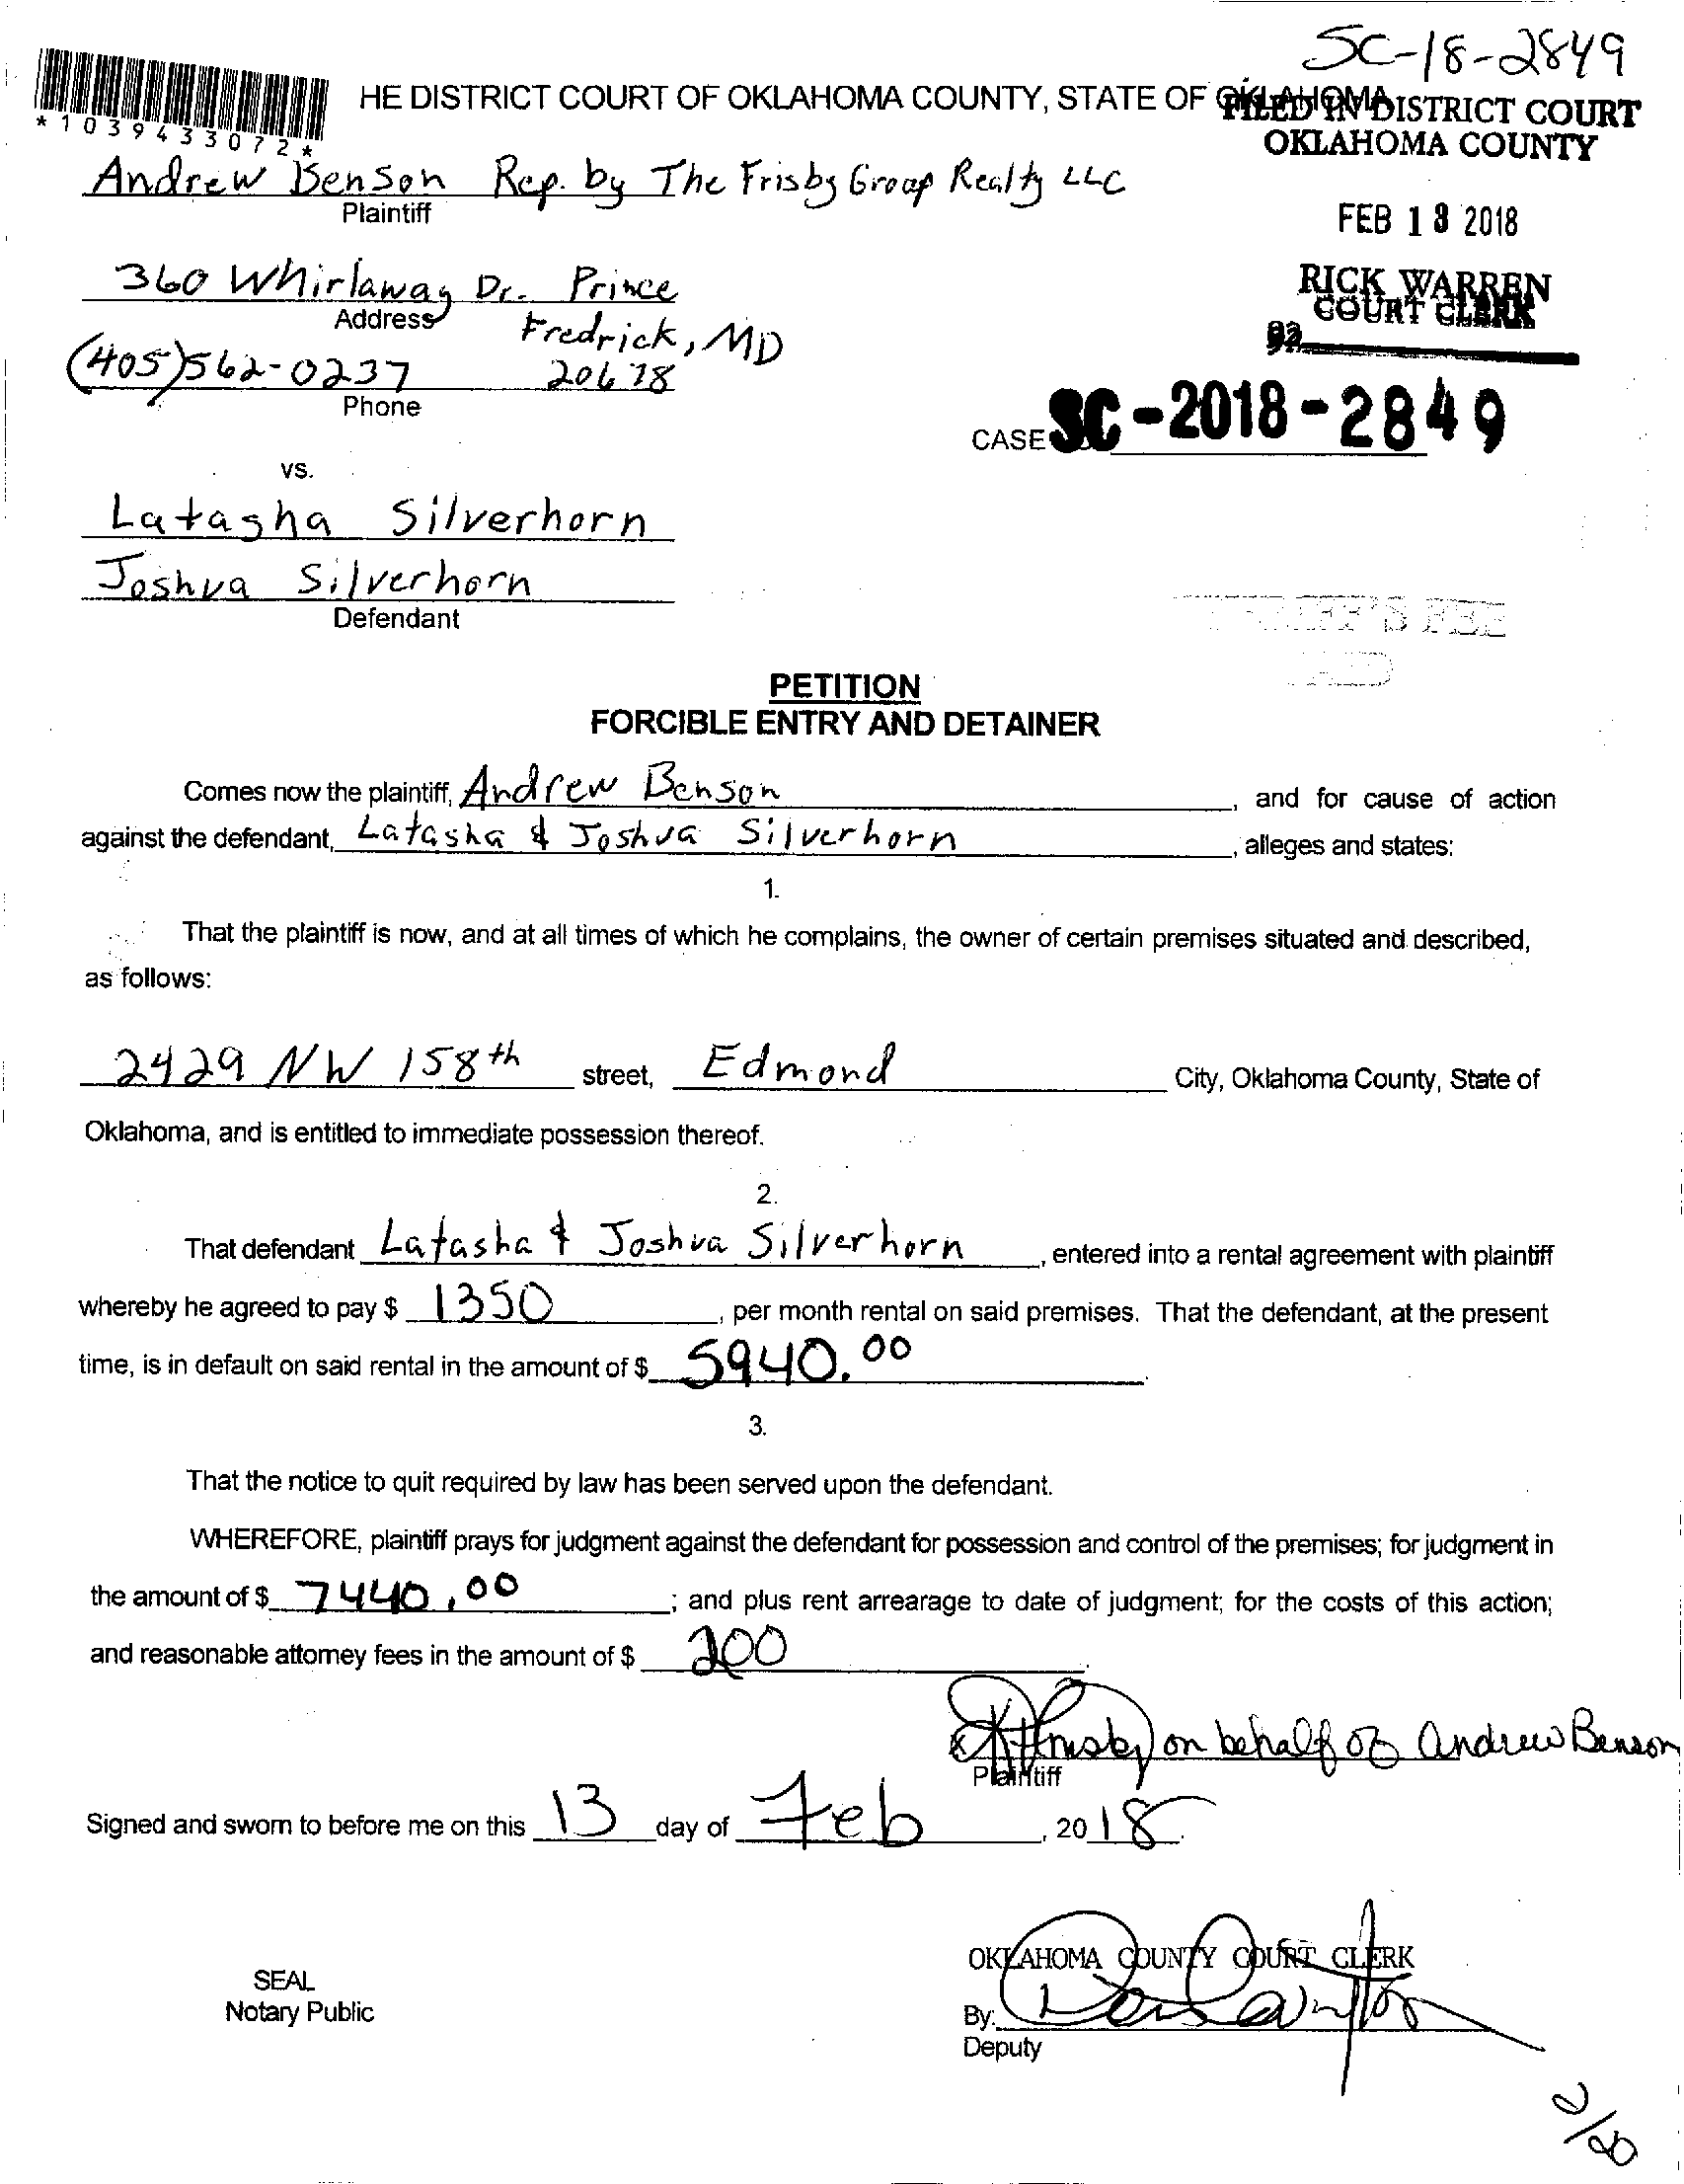 SC-18-2849
*1039433072*
HE DISTRICT COURT OF OKLAHOMA COUNTY, STATE OF OKLAHOMA
FILED IN DISTRICT COURT
OKLAHOMA COUNTY
Andrew Benson Rep. by The Frisby Group Realty LLC
Plaintiff
FEB 13 2018
360 Whirlaway Dr. Prince
Address
Fredrick, MD
20678
RICK WARREN
COURT CLERK
(405)562-0237
Phone
CASE SC-2018-2849
vs.
Latasha Silverhorn
Joshua Silverhorn
Defendant
FEE
PETITION
FORCIBLE ENTRY AND DETAINER
Comes now the plaintiff, Andrew Benson, and for cause of action
against the defendant, Latasha & Joshua Silverhorn, alleges and states:
1.
That the plaintiff is now, and at all times of which he complains, the owner of certain premises situated and described,
as follows:
2429 NW 158th street, Edmond City, Oklahoma County, State of
Oklahoma, and is entitled to immediate possession thereof.
2.
That defendant Latasha & Joshua Silverhorn, entered into a rental agreement with plaintiff
whereby he agreed to pay $ 1350, per month rental on said premises. That the defendant, at the present
time, is in default on said rental in the amount of $ 5940.00.
3.
That the notice to quit required by law has been served upon the defendant.
WHEREFORE, plaintiff prays for judgment against the defendant for possession and control of the premises; for judgment in
the amount of $ 7440.00; and plus rent arrearage to date of judgment; for the costs of this action;
and reasonable attorney fees in the amount of $ 200.
on behalf of Andrew Benson
Plaintiff
Signed and sworn to before me on this 13 day of Feb, 2018.
OKLAHOMA COUNTY COURT CLERK
SEAL
Notary Public
By:
Deputy
2/20